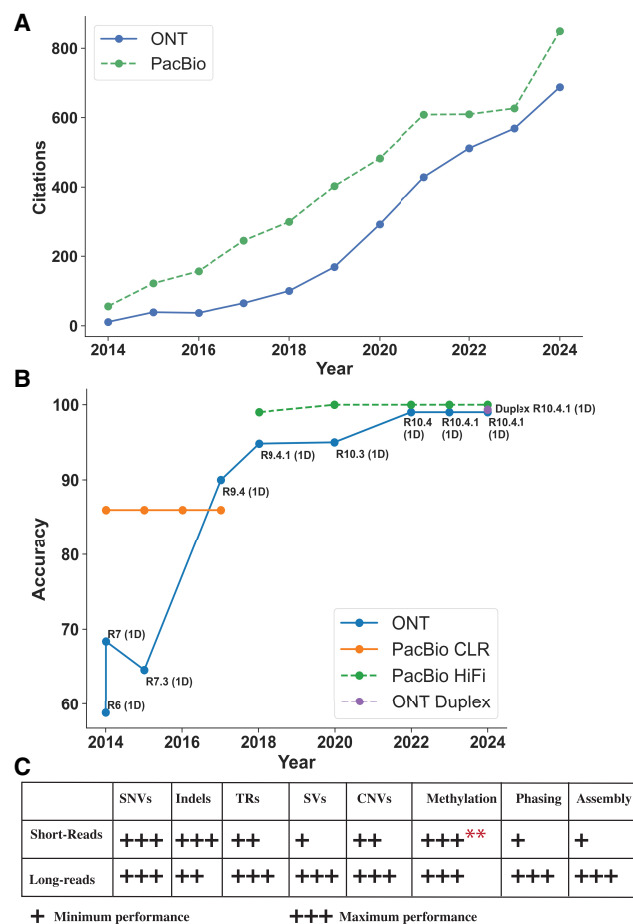 A
ONT
PacBio
Citations
800
600
400
200
0
2014 2016 2018 2020 2022 2024
Year
B
Accuracy
100
90
80
70
60
R7 (1D)
R6 (1D)
R7.3 (1D)
R9.4 (1D)
R9.4.1 (1D)
R10.3 (1D)
R10.4 (1D)
R10.4.1 (1D)
R10.4.1 (1D)
Duplex R10.4.1 (1D)
ONT
PacBio CLR
PacBio HiFi
ONT Duplex
2014 2016 2018 2020 2022 2024
Year
C
SNVs Indels TRs SVs CNVs Methylation Phasing Assembly
Short-Reads +++ +++ ++ + ++ +++** + +
Long-reads +++ ++ +++ +++ +++ +++ +++ +++
+ Minimum performance +++ Maximum performance